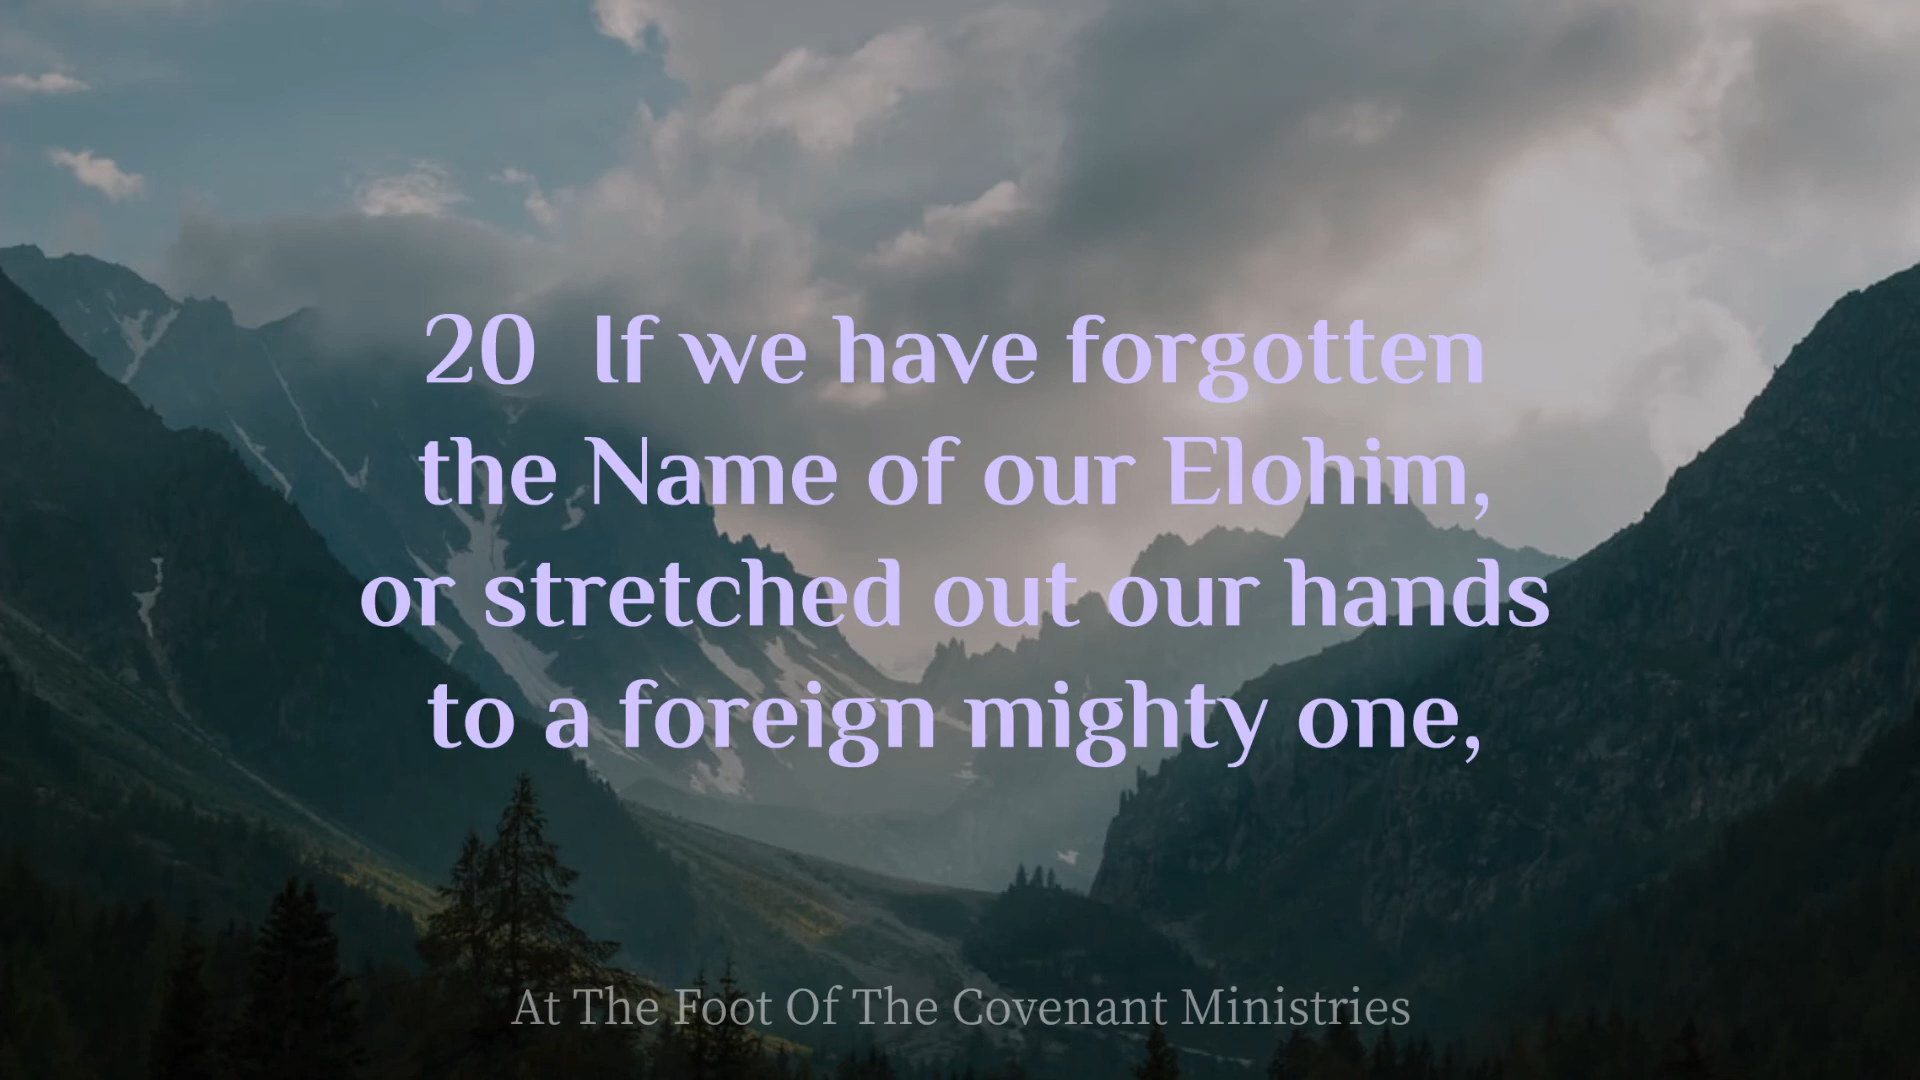 20  If we have forgotten
the Name of our Elohim,
or stretched out our hands
to a foreign mighty one,
At The Foot Of The Covenant Ministries